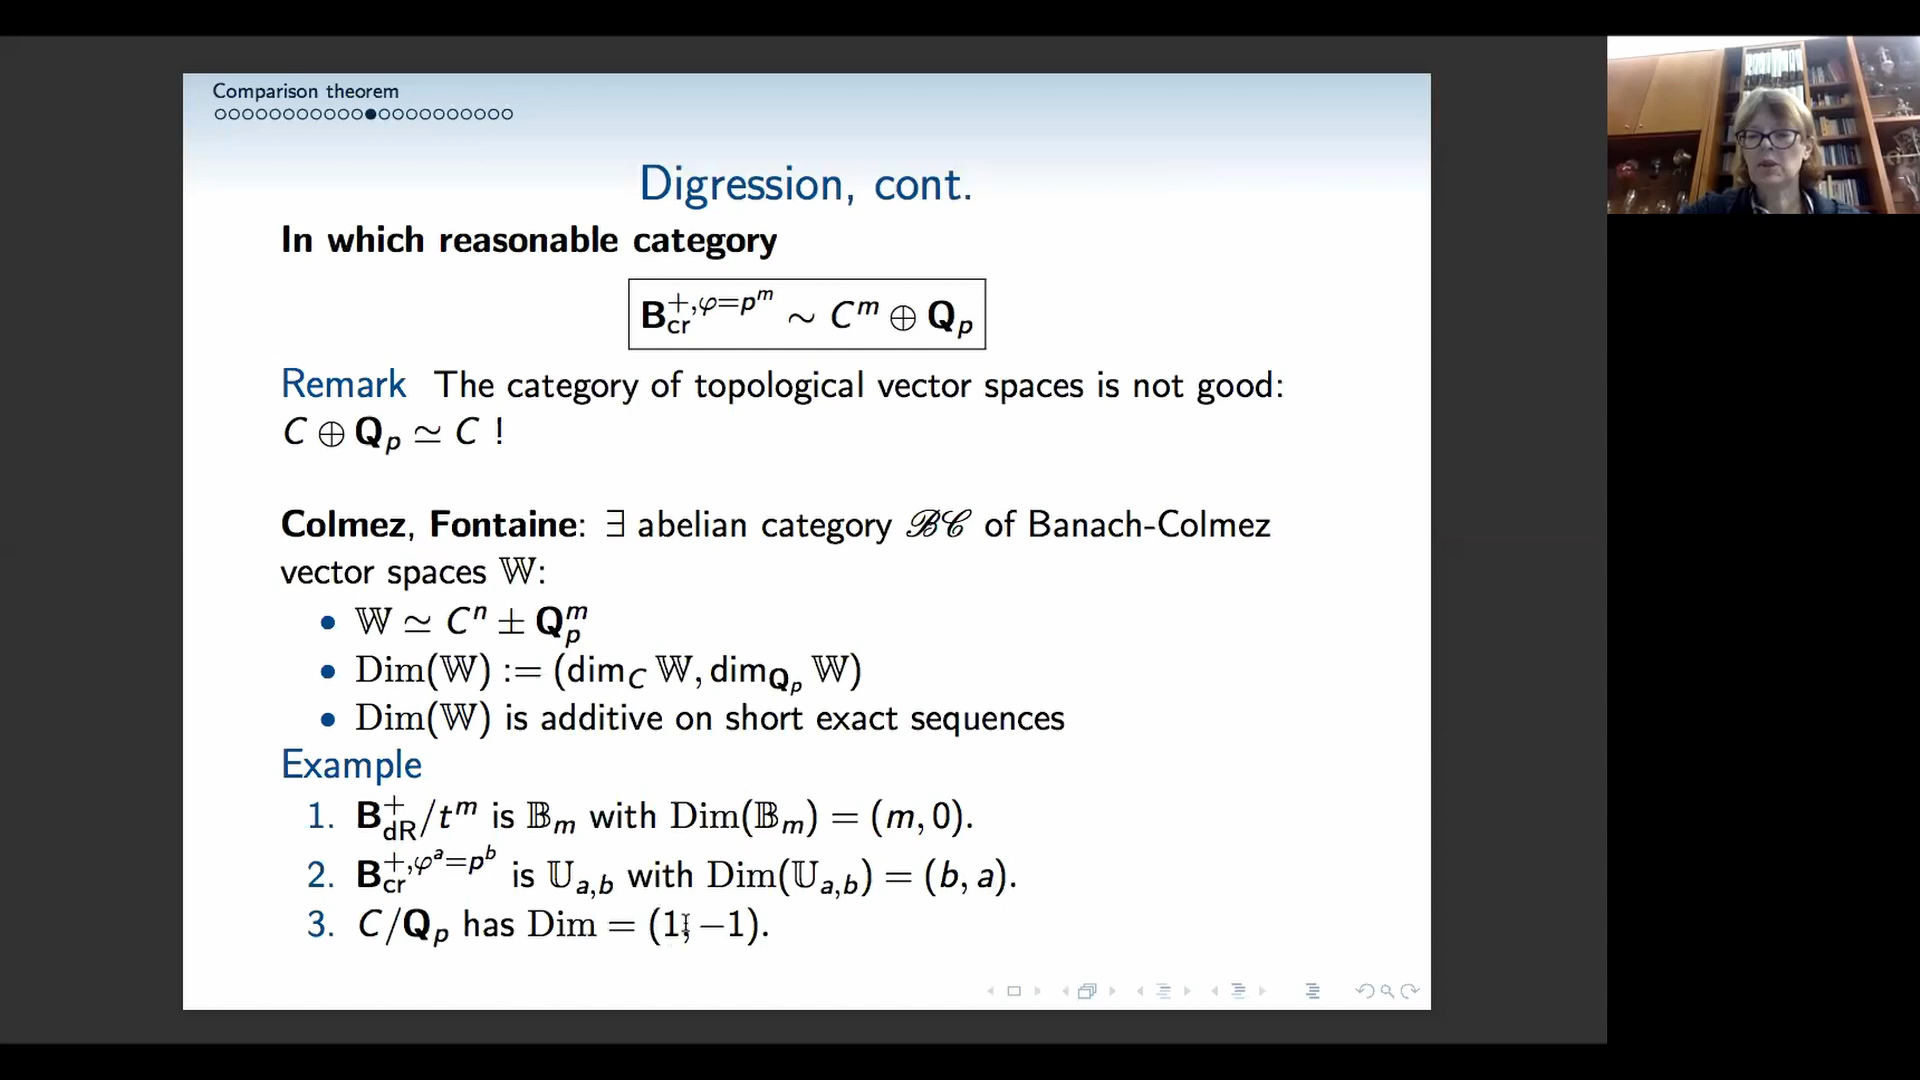 Comparison theorem
Digression, cont.
In which reasonable category
B_cr^{+,φ=p^m} ∼ C^m ⊕ Q_p
Remark The category of topological vector spaces is not good:
C ⊕ Q_p ≃ C !
Colmez, Fontaine: ∃ abelian category ℬ𝒞 of Banach-Colmez
vector spaces 𝕎:
• 𝕎 ≃ C^n ± Q_p^m
• Dim(𝕎) := (dim_C 𝕎, dim_{Q_p} 𝕎)
• Dim(𝕎) is additive on short exact sequences
Example
1. B_dR^+/t^m is 𝔹_m with Dim(𝔹_m) = (m, 0).
2. B_cr^{+,φ^a=p^b} is 𝕌_{a,b} with Dim(𝕌_{a,b}) = (b, a).
3. C/Q_p has Dim = (1, −1).